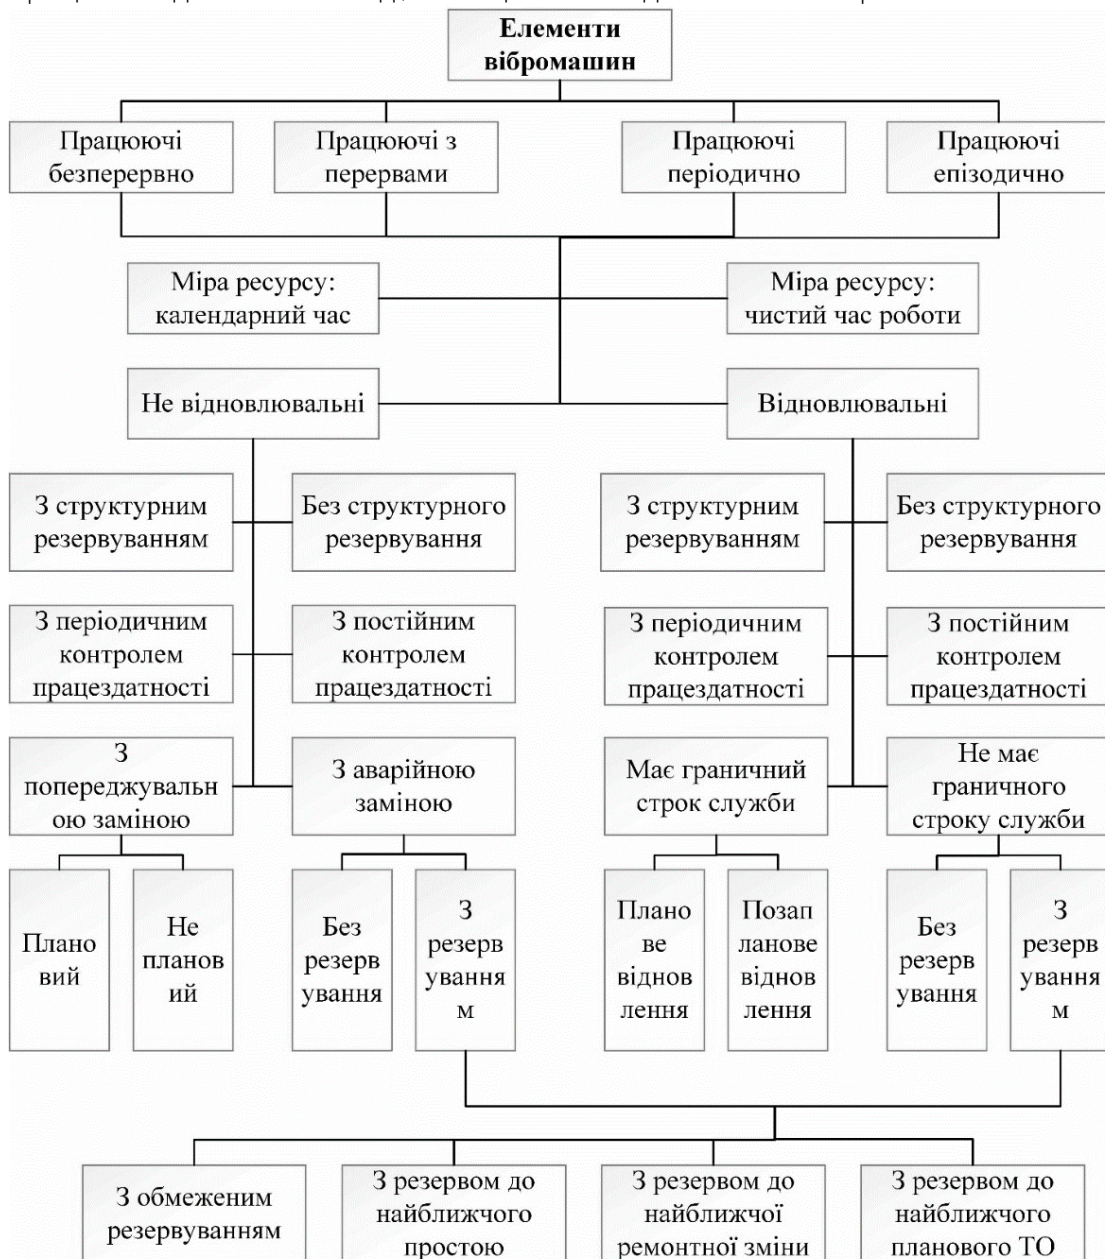 Елементи
вібромашин
Працюючі
безперервно
Працюючі з
перервами
Працюючі
періодично
Працюючі
епізодично
Міра ресурсу:
календарний час
Міра ресурсу:
чистий час роботи
Не відновлювальні
Відновлювальні
З структурним
резервуванням
Без структурного
резервування
З структурним
резервуванням
Без структурного
резервування
З періодичним
контролем
працездатності
З постійним
контролем
працездатності
З періодичним
контролем
працездатності
З постійним
контролем
працездатності
З
попереджувальн
ою заміною
З аварійною
заміною
Має граничний
строк служби
Не має
граничного
строку служби
Плано
вий
Не
планов
ий
Без
резерв
ування
З
резерв
ування
м
Плано
ве
віднов
лення
Позап
ланове
віднов
лення
Без
резерв
ування
З
резерв
ування
м
З обмеженим
резервуванням
З резервом до
найближчого
простою
З резервом до
найближчої
ремонтної зміни
З резервом до
найближчого
планового ТО